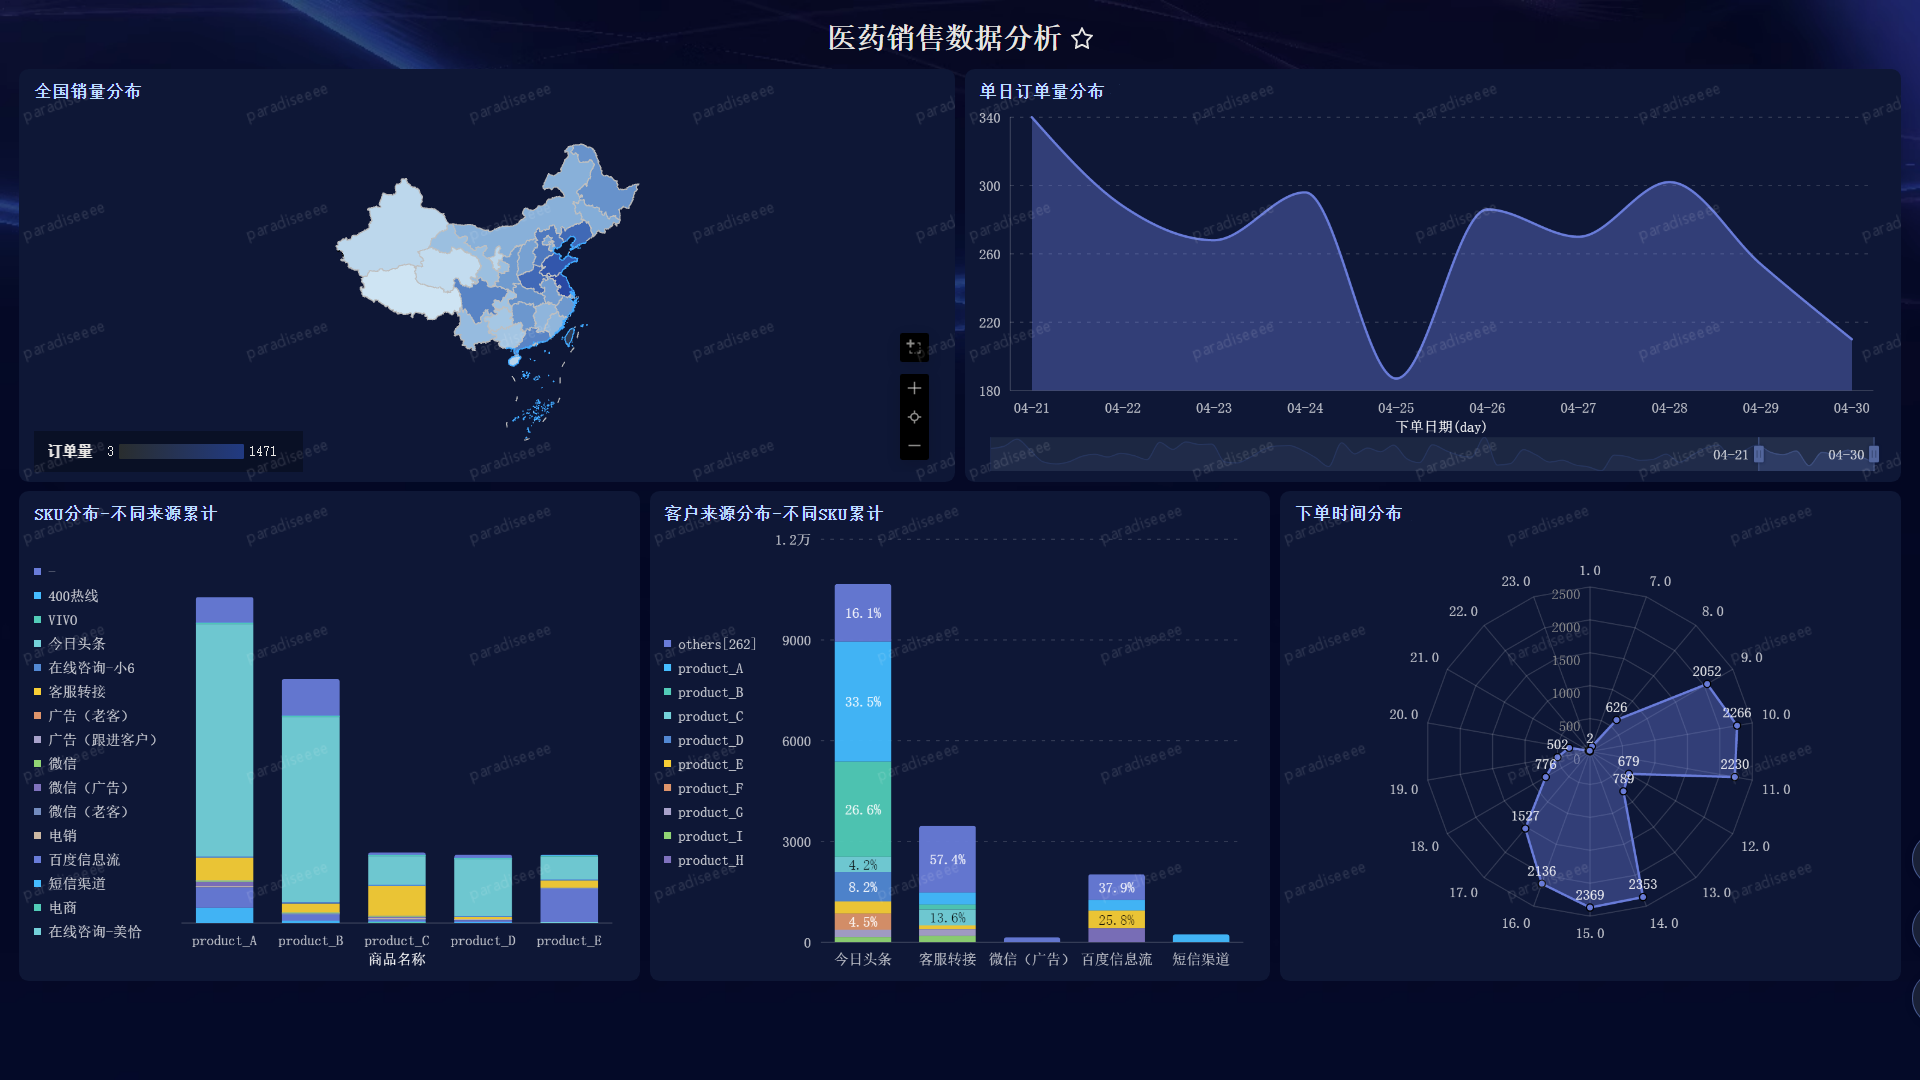 医药销售数据分析
全国销量分布
订单量 3 1471
单日订单量分布
340
300
260
220
180
04-21 04-22 04-23 04-24 04-25 04-26 04-27 04-28 04-29 04-30
下单日期(day)
04-21 04-30
SKU分布-不同来源累计
-
400热线
VIVO
今日头条
在线咨询-小6
客服转接
广告（老客）
广告（跟进客户）
微信
微信（广告）
微信（老客）
电销
百度信息流
短信渠道
电商
在线咨询-美恰
product_A product_B product_C product_D product_E
商品名称
客户来源分布-不同SKU累计
others[262]
product_A
product_B
product_C
product_D
product_E
product_F
product_G
product_I
product_H
1.2万
9000
6000
3000
0
16.1%
33.5%
26.6%
4.2%
8.2%
4.5%
57.4%
13.6%
37.9%
25.8%
今日头条 客服转接 微信（广告） 百度信息流 短信渠道
下单时间分布
1.0
7.0
8.0
9.0
10.0
11.0
12.0
13.0
14.0
15.0
16.0
17.0
18.0
19.0
20.0
21.0
22.0
23.0
2500
2000
1500
1000
500
0
2
626
2052
2266
2230
679
789
2353
2369
2136
1527
776
502
paradiseeee